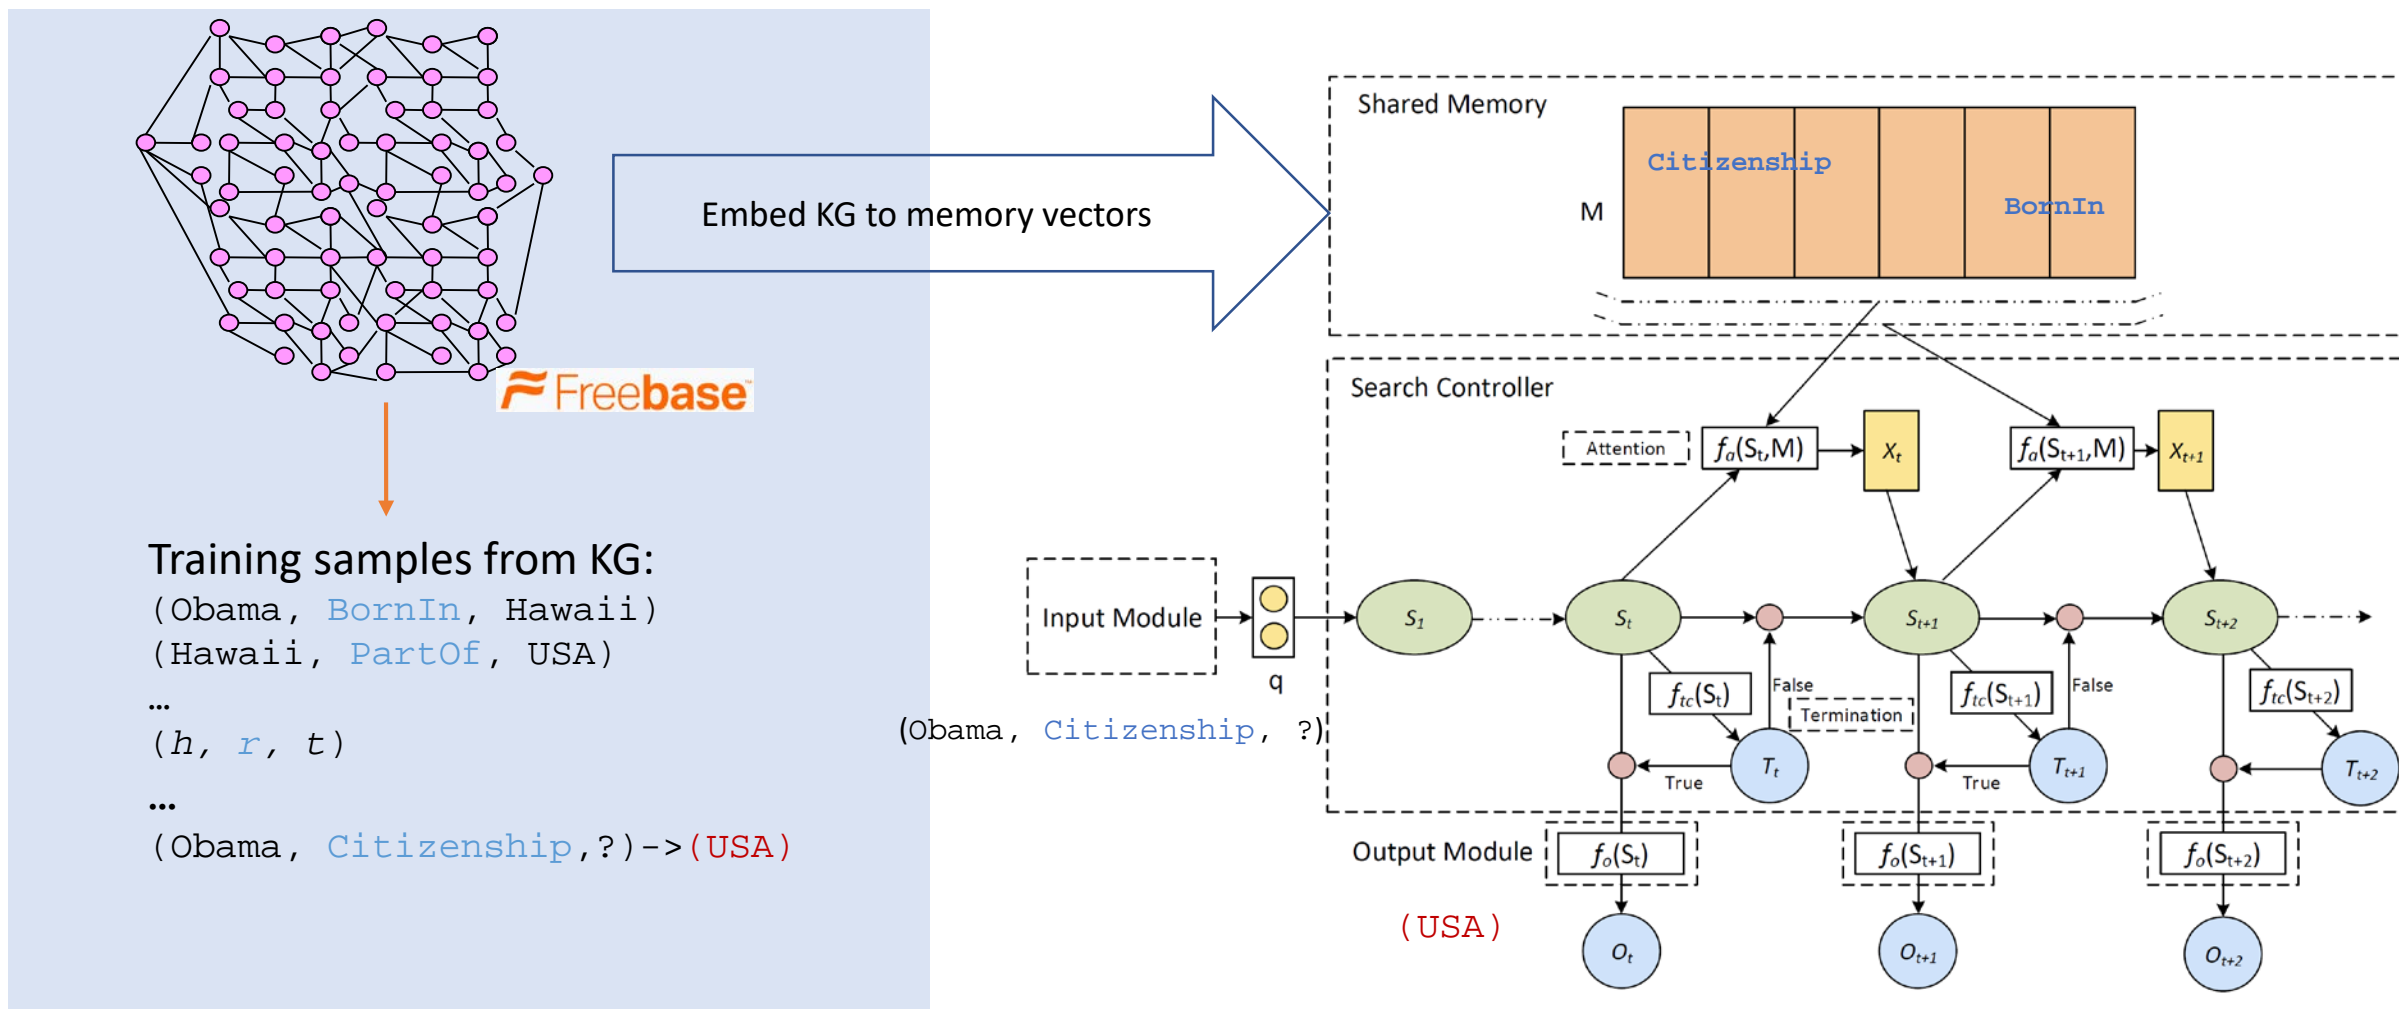 Freebase™
Training samples from KG:
(Obama, BornIn, Hawaii)
(Hawaii, PartOf, USA)
…
(h, r, t)
…
(Obama, Citizenship,?)->(USA)
Embed KG to memory vectors
Shared Memory
M
Citizenship
BornIn
Search Controller
Attention
fa(St,M)
Xt
fa(St+1,M)
Xt+1
Input Module
q
(Obama, Citizenship, ?)
S1
St
St+1
St+2
ftc(St)
False
Termination
ftc(St+1)
False
ftc(St+2)
True
Tt
True
Tt+1
Tt+2
Output Module
fo(St)
fo(St+1)
fo(St+2)
(USA)
Ot
Ot+1
Ot+2